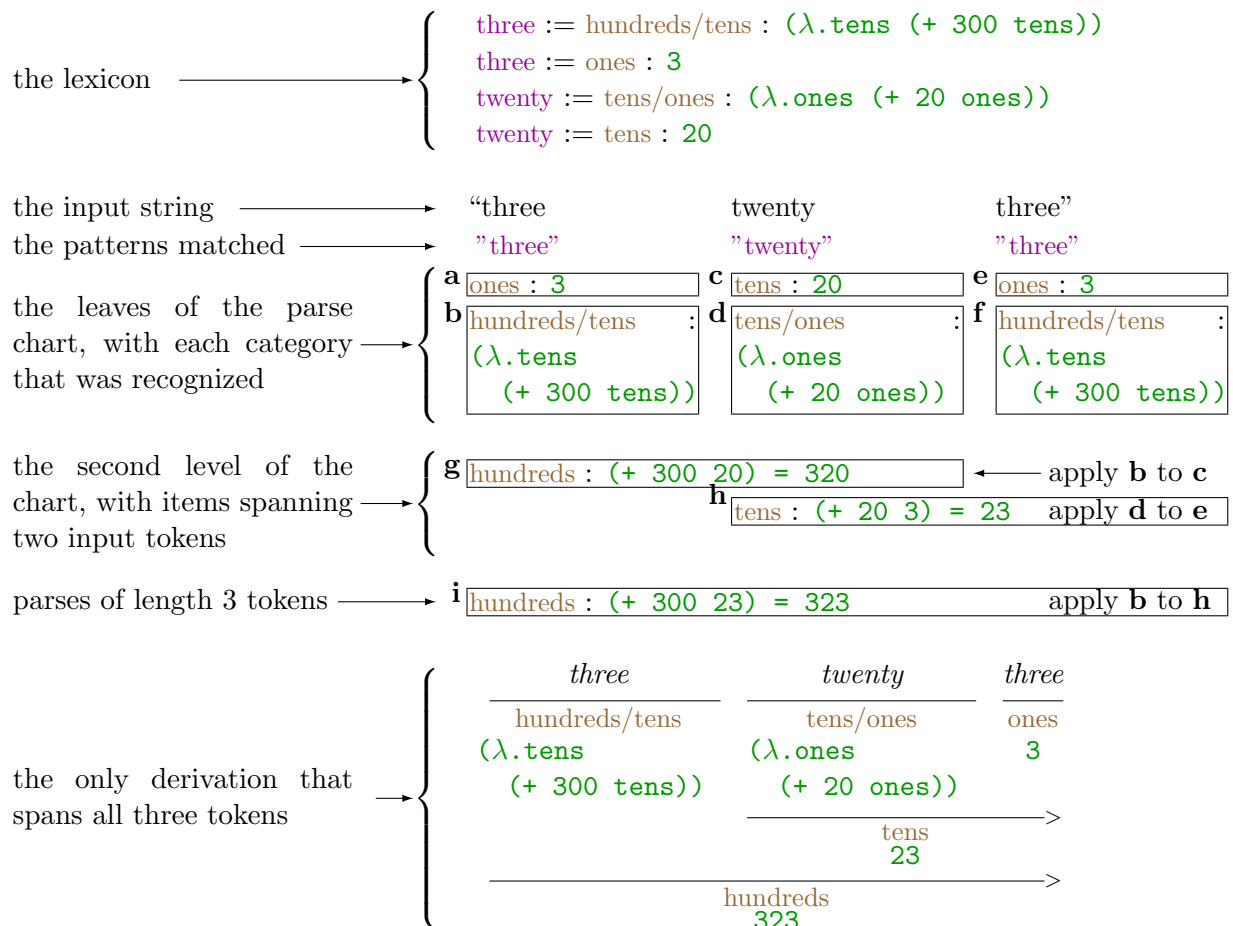 three := hundreds/tens : (λ.tens (+ 300 tens))
the lexicon
three := ones : 3
twenty := tens/ones : (λ.ones (+ 20 ones))
twenty := tens : 20
the input string “three twenty three”
the patterns matched ”three” ”twenty” ”three”
a ones : 3 c tens : 20 e ones : 3
the leaves of the parse
chart, with each category
that was recognized
b hundreds/tens :
(λ.tens
(+ 300 tens))
d tens/ones :
(λ.ones
(+ 20 ones))
f hundreds/tens :
(λ.tens
(+ 300 tens))
the second level of the
chart, with items spanning
two input tokens
g hundreds : (+ 300 20) = 320 apply b to c
h tens : (+ 20 3) = 23 apply d to e
parses of length 3 tokens i hundreds : (+ 300 23) = 323 apply b to h
the only derivation that
spans all three tokens
three twenty three
hundreds/tens tens/ones ones
(λ.tens (λ.ones 3
(+ 300 tens)) (+ 20 ones))
>
tens
23
>
hundreds
323